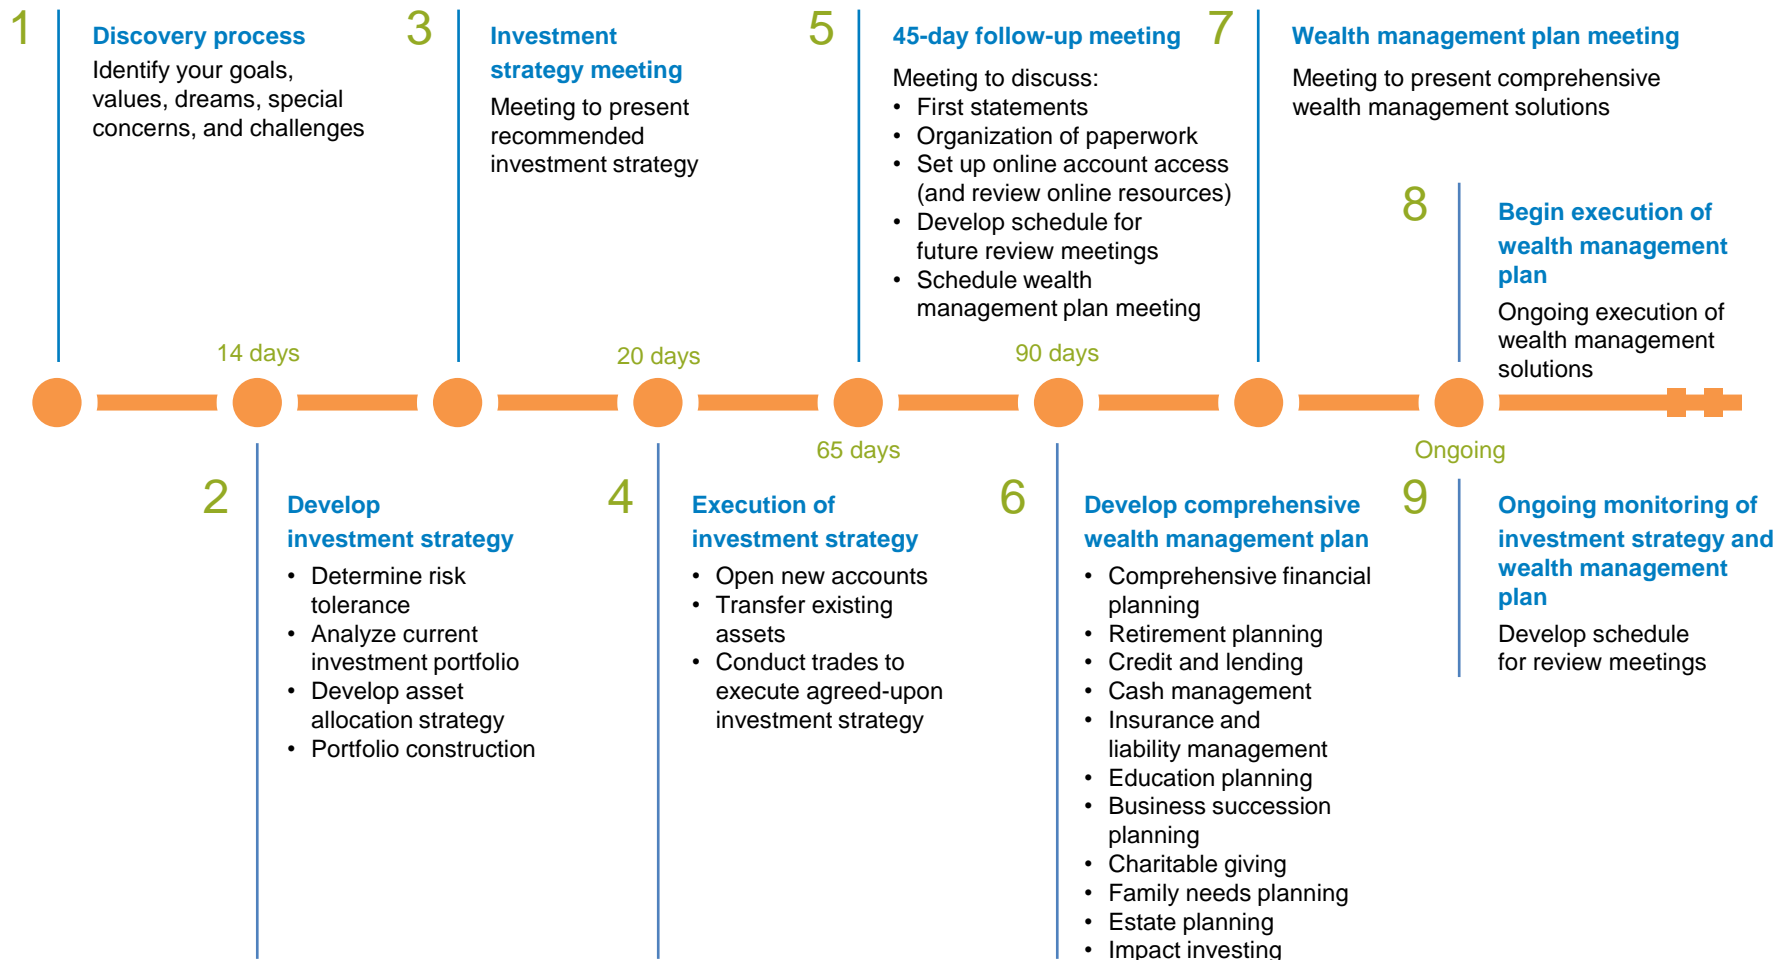 1
Discovery process
Identify your goals,
values, dreams, special
concerns, and challenges
14 days
2
Develop
investment strategy
• Determine risk
tolerance
• Analyze current
investment portfolio
• Develop asset
allocation strategy
• Portfolio construction
3
Investment
strategy meeting
Meeting to present
recommended
investment strategy
20 days
4
Execution of
investment strategy
• Open new accounts
• Transfer existing
assets
• Conduct trades to
execute agreed-upon
investment strategy
5
45-day follow-up meeting
Meeting to discuss:
• First statements
• Organization of paperwork
• Set up online account access
(and review online resources)
• Develop schedule for
future review meetings
• Schedule wealth
management plan meeting
65 days
90 days
6
Develop comprehensive
wealth management plan
• Comprehensive financial
planning
• Retirement planning
• Credit and lending
• Cash management
• Insurance and
liability management
• Education planning
• Business succession
planning
• Charitable giving
• Family needs planning
• Estate planning
• Impact investing
7
Wealth management plan meeting
Meeting to present comprehensive
wealth management solutions
8
Begin execution of
wealth management
plan
Ongoing execution of
wealth management
solutions
Ongoing
9
Ongoing monitoring of
investment strategy and
wealth management
plan
Develop schedule
for review meetings